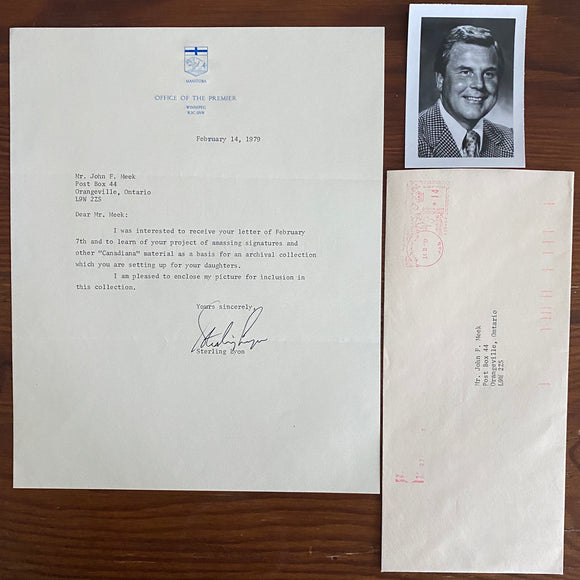 MANITOBA
OFFICE OF THE PREMIER
WINNIPEG
R3C 0V8
February 14, 1979
Mr. John F. Meek
Post Box 44
Orangeville, Ontario
L9W 2Z5
Dear Mr. Meek:
I was interested to receive your letter of February
7th and to learn of your project of amassing signatures and
other "Canadiana" material as a basis for an archival collection
which you are setting up for your daughters.
I am pleased to enclose my picture for inclusion in
this collection.
Yours sincerely,
Sterling Lyon
Sterling Lyon
Mr. John F. Meek
Post Box 44
Orangeville, Ontario
L9W 2Z5